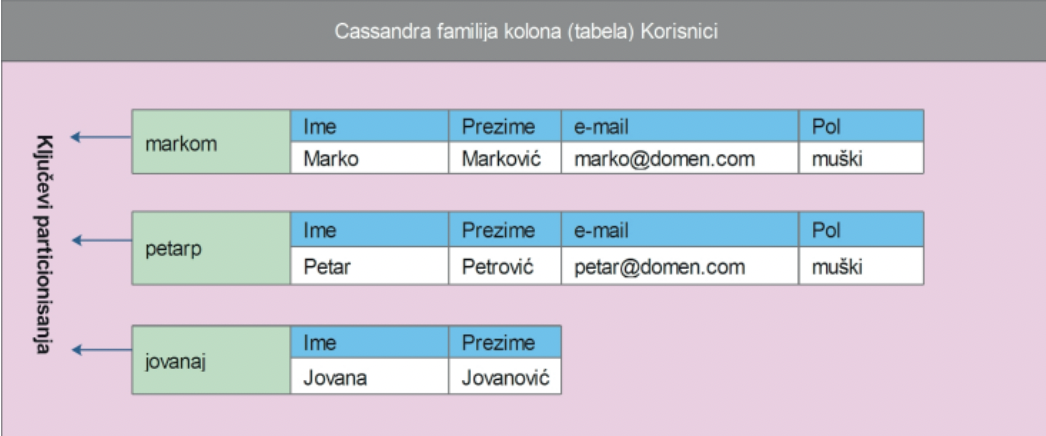 Cassandra familija kolona (tabela) Korisnici
Ključevi particionisanja
markom
Ime Prezime e-mail Pol
Marko Marković marko@domen.com muški
petarp
Ime Prezime e-mail Pol
Petar Petrović petar@domen.com muški
jovanaj
Ime Prezime
Jovana Jovanović